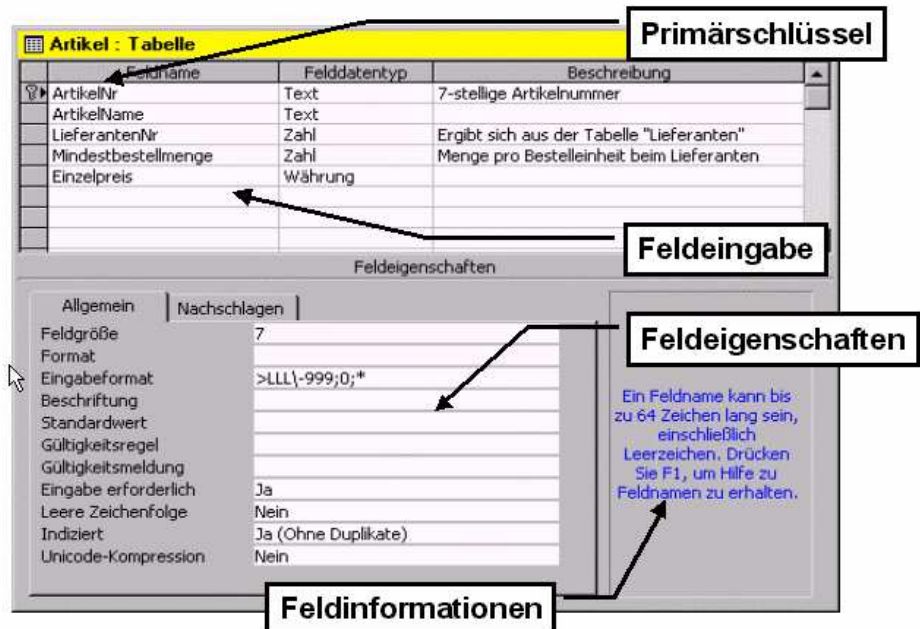 Primärschlüssel
Artikel : Tabelle
Feldname Felddatentyp Beschreibung
ArtikelNr Text 7-stellige Artikelnummer
ArtikelName Text
LieferantenNr Zahl Ergibt sich aus der Tabelle "Lieferanten"
Mindestbestellmenge Zahl Menge pro Bestelleinheit beim Lieferanten
Einzelpreis Währung
Feldeingabe
Feldeigenschaften
Allgemein Nachschlagen
Feldgröße 7
Format
Eingabeformat >LLL\-999;0;*
Beschriftung
Standardwert
Gültigkeitsregel
Gültigkeitsmeldung
Eingabe erforderlich Ja
Leere Zeichenfolge Nein
Indiziert Ja (Ohne Duplikate)
Unicode-Kompression Nein
Feldeigenschaften
Ein Feldname kann bis
zu 64 Zeichen lang sein,
einschließlich
Leerzeichen. Drücken
Sie F1, um Hilfe zu
Feldnamen zu erhalten.
Feldinformationen